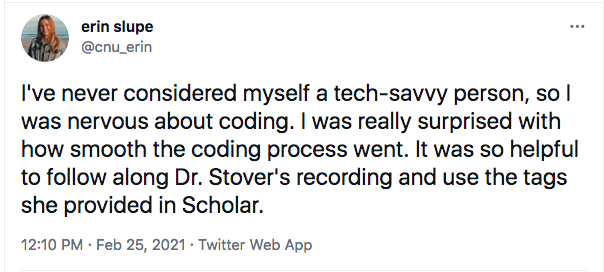 erin slupe
@cnu_erin
I've never considered myself a tech-savvy person, so I
was nervous about coding. I was really surprised with
how smooth the coding process went. It was so helpful
to follow along Dr. Stover's recording and use the tags
she provided in Scholar.
12:10 PM · Feb 25, 2021 · Twitter Web App